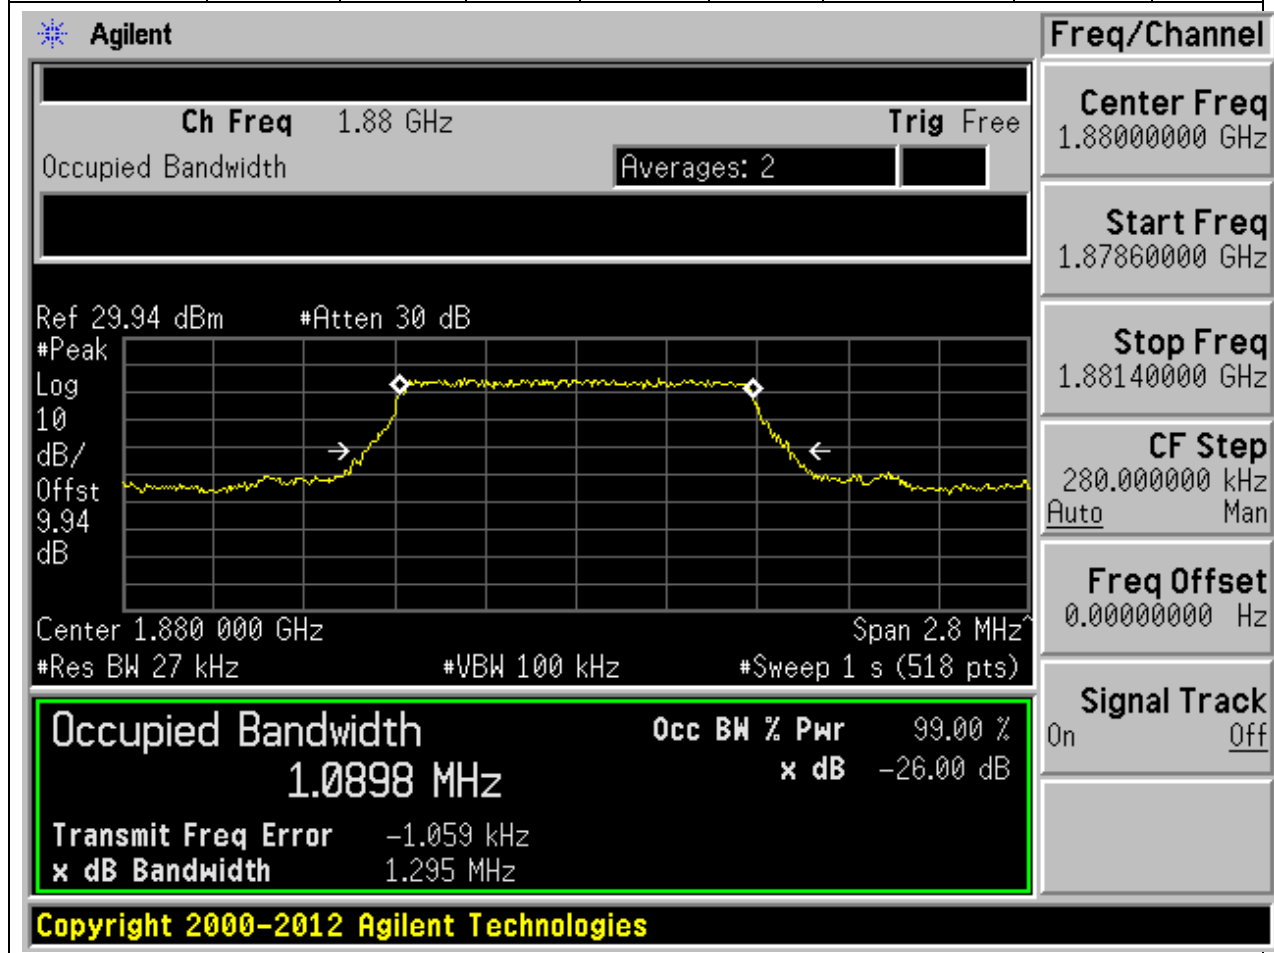 Agilent
Freq/Channel
Ch Freq 1.88 GHz Trig Free
Occupied Bandwidth Averages: 2
Ref 29.94 dBm #Atten 30 dB
#Peak
Log
10
dB/
Offst
9.94
dB
Center 1.880 000 GHz Span 2.8 MHz^
#Res BW 27 kHz #VBW 100 kHz #Sweep 1 s (518 pts)
Occupied Bandwidth Occ BW % Pwr 99.00 %
1.0898 MHz x dB -26.00 dB
Transmit Freq Error -1.059 kHz
x dB Bandwidth 1.295 MHz
Copyright 2000-2012 Agilent Technologies
Center Freq
1.88000000 GHz
Start Freq
1.87860000 GHz
Stop Freq
1.88140000 GHz
CF Step
280.000000 kHz
Auto Man
Freq Offset
0.00000000 Hz
Signal Track
On Off